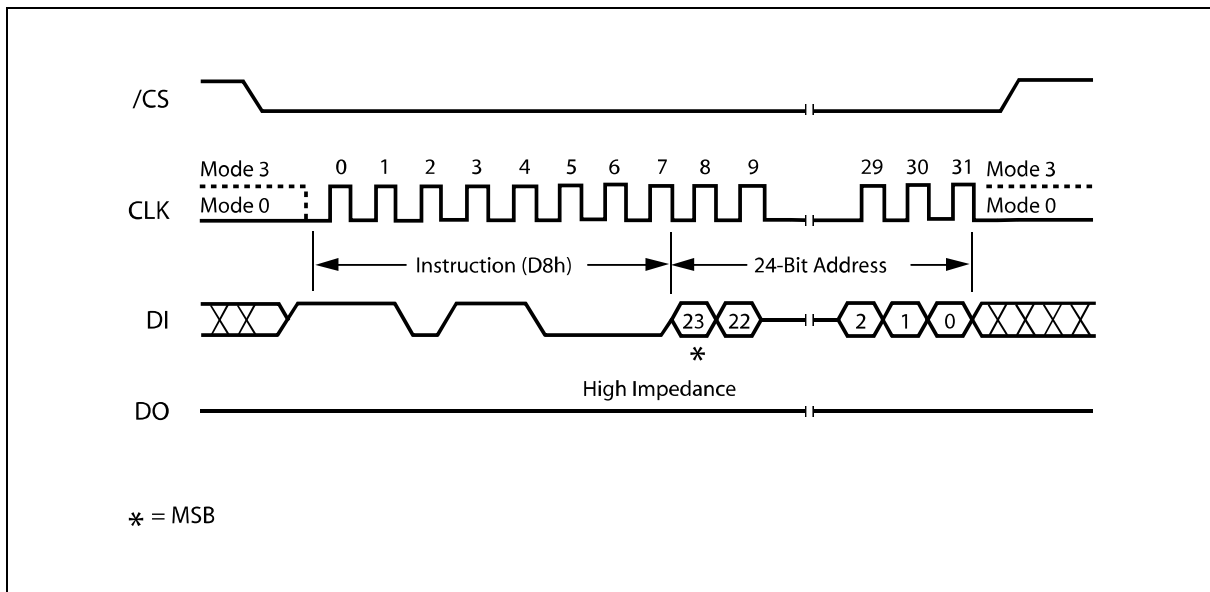 /CS
Mode 3 0 1 2 3 4 5 6 7 8 9 29 30 31 Mode 3
CLK Mode 0 Mode 0
Instruction (D8h) 24-Bit Address
DI 23 22 2 1 0
*
High Impedance
DO
* = MSB